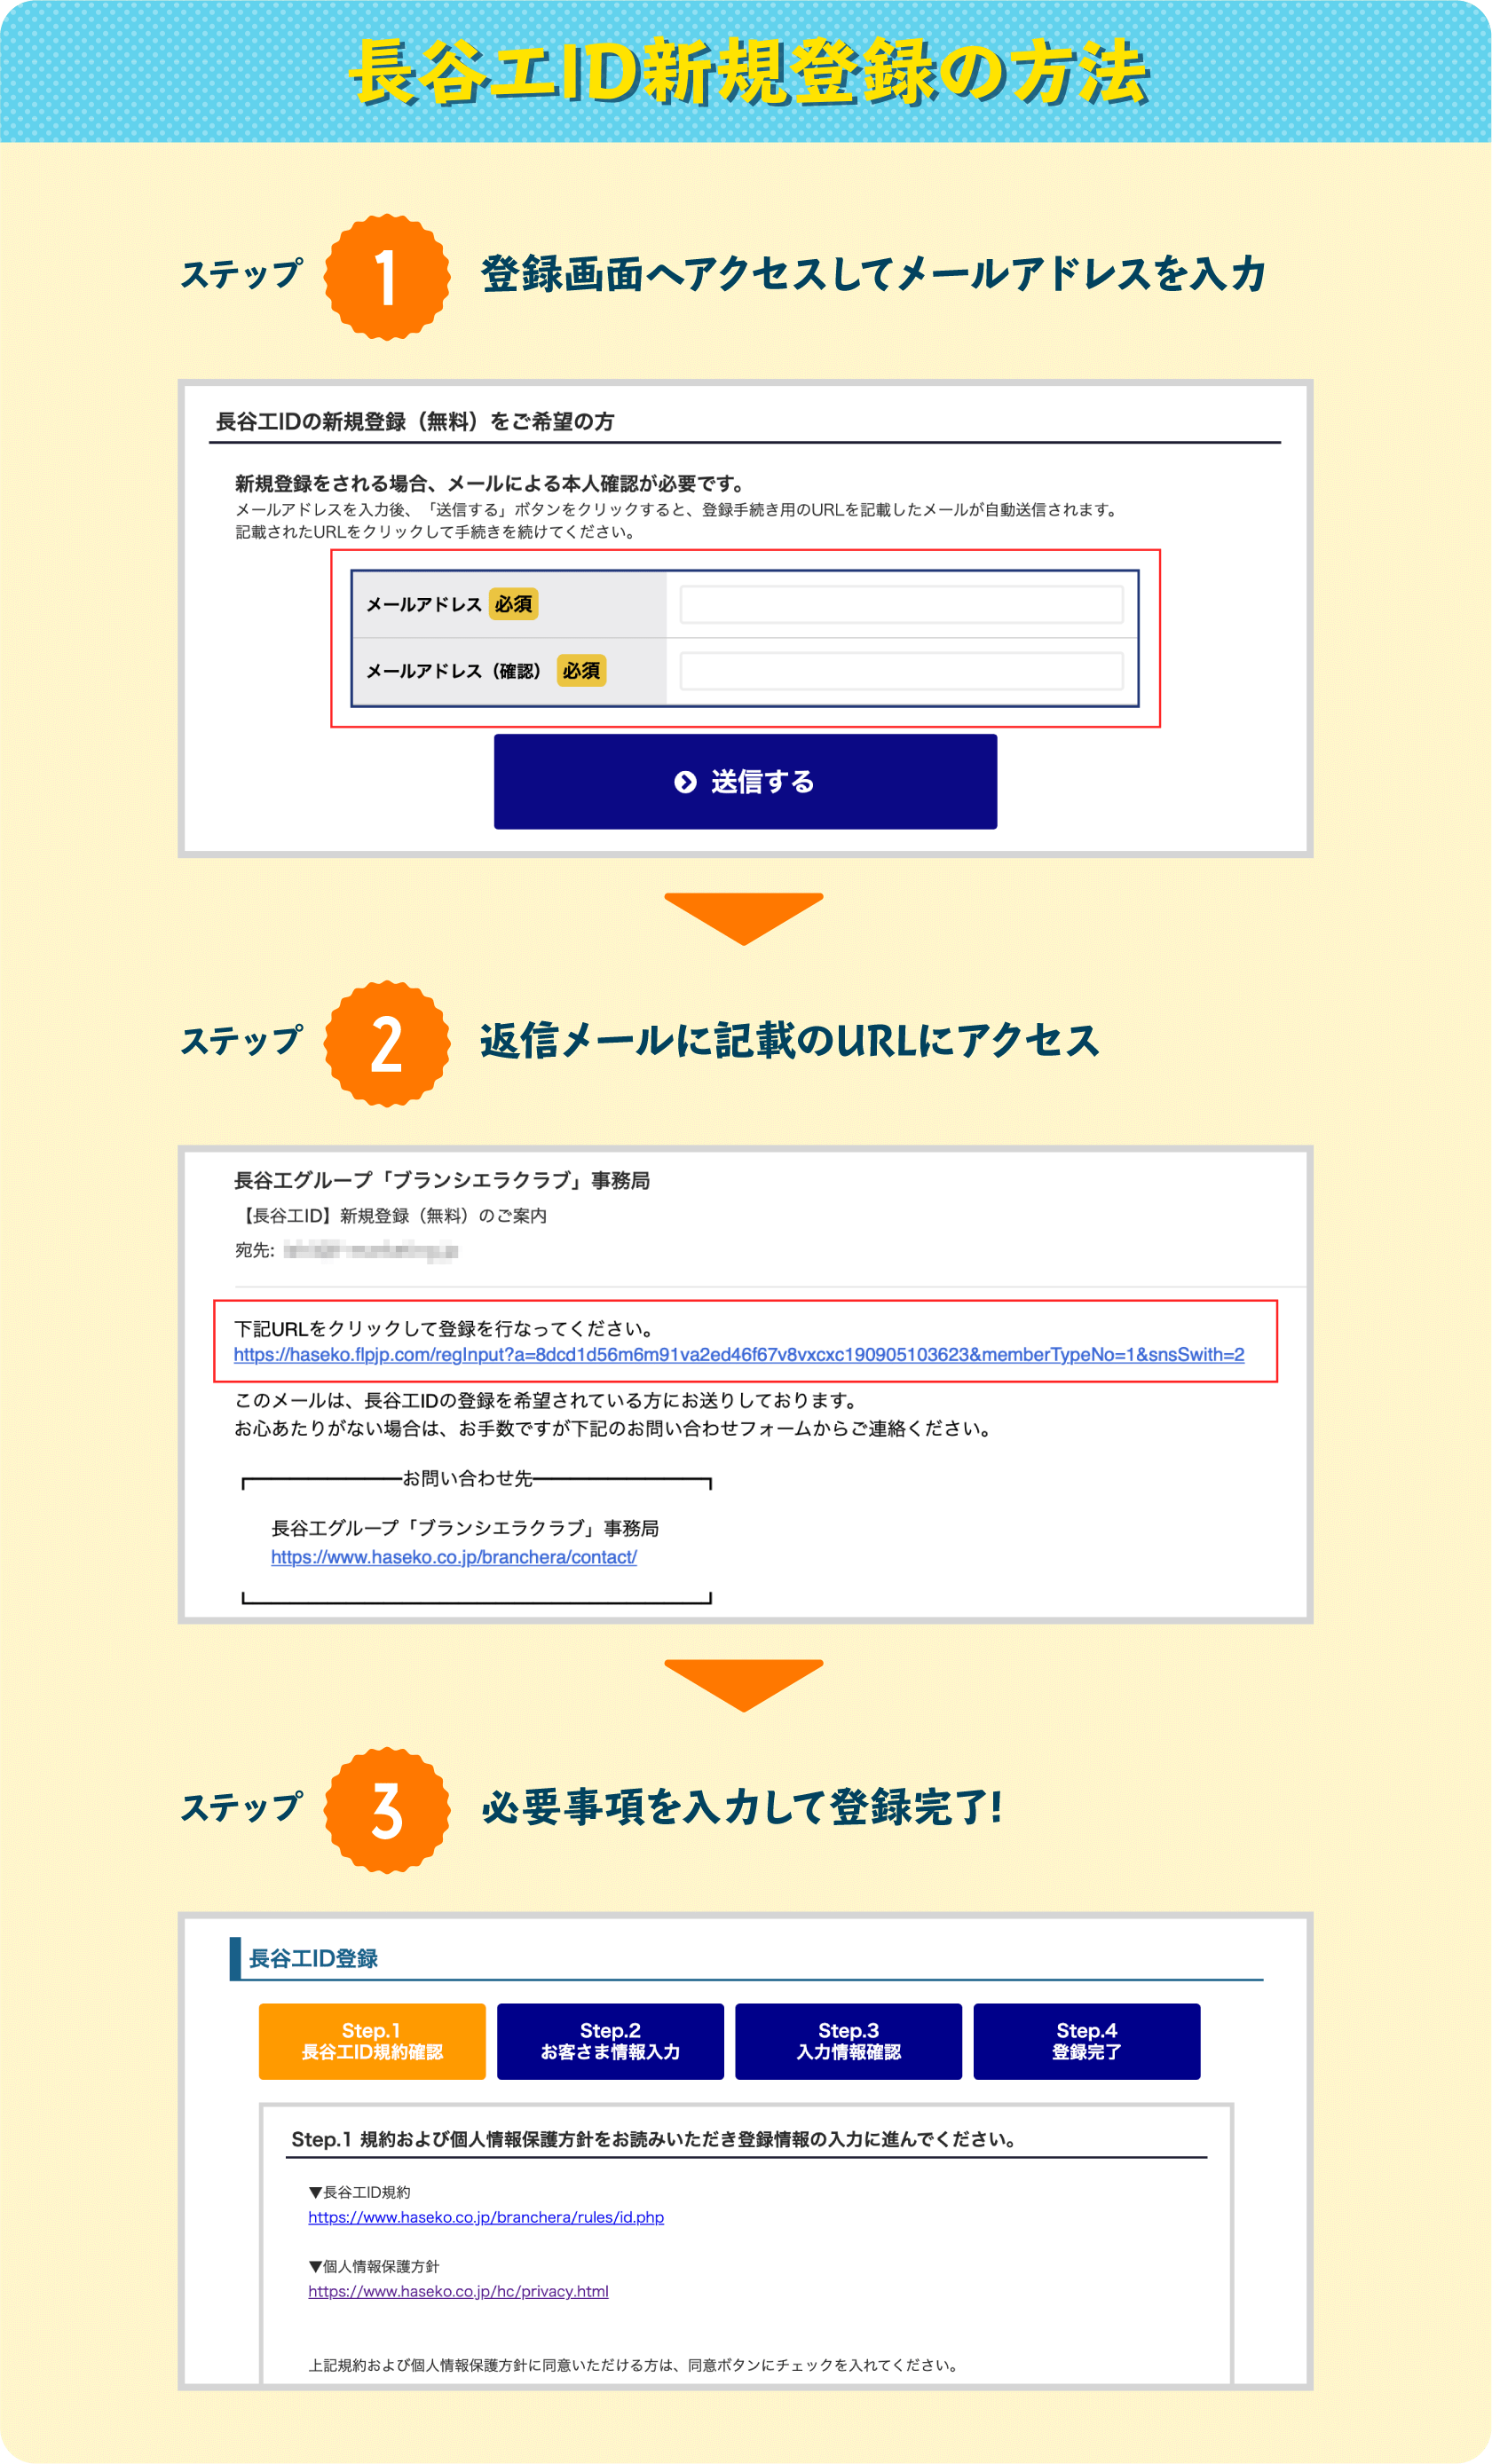 長谷工ID新規登録の方法
ステップ 1 登録画面へアクセスしてメールアドレスを入力
長谷工IDの新規登録（無料）をご希望の方
新規登録をされる場合、メールによる本人確認が必要です。
メールアドレスを入力後、「送信する」ボタンをクリックすると、登録手続き用のURLを記載したメールが自動送信されます。
記載されたURLをクリックして手続きを続けてください。
メールアドレス 必須
メールアドレス（確認） 必須
送信する
ステップ 2 返信メールに記載のURLにアクセス
長谷工グループ「ブランシエラクラブ」事務局
【長谷工ID】新規登録（無料）のご案内
宛先:
下記URLをクリックして登録を行なってください。
https://haseko.flpjp.com/regInput?a=8dcd1d56m6m91va2ed46f67v8vxcxc190905103623&memberTypeNo=1&snsSwith=2
このメールは、長谷工IDの登録を希望されている方にお送りしております。
お心あたりがない場合は、お手数ですが下記のお問い合わせフォームからご連絡ください。
お問い合わせ先
長谷工グループ「ブランシエラクラブ」事務局
https://www.haseko.co.jp/branchera/contact/
ステップ 3 必要事項を入力して登録完了!
長谷工ID登録
Step.1 Step.2 Step.3 Step.4
長谷工ID規約確認 お客さま情報入力 入力情報確認 登録完了
Step.1 規約および個人情報保護方針をお読みいただき登録情報の入力に進んでください。
▼長谷工ID規約
https://www.haseko.co.jp/branchera/rules/id.php
▼個人情報保護方針
https://www.haseko.co.jp/hc/privacy.html
上記規約および個人情報保護方針に同意いただける方は、同意ボタンにチェックを入れてください。